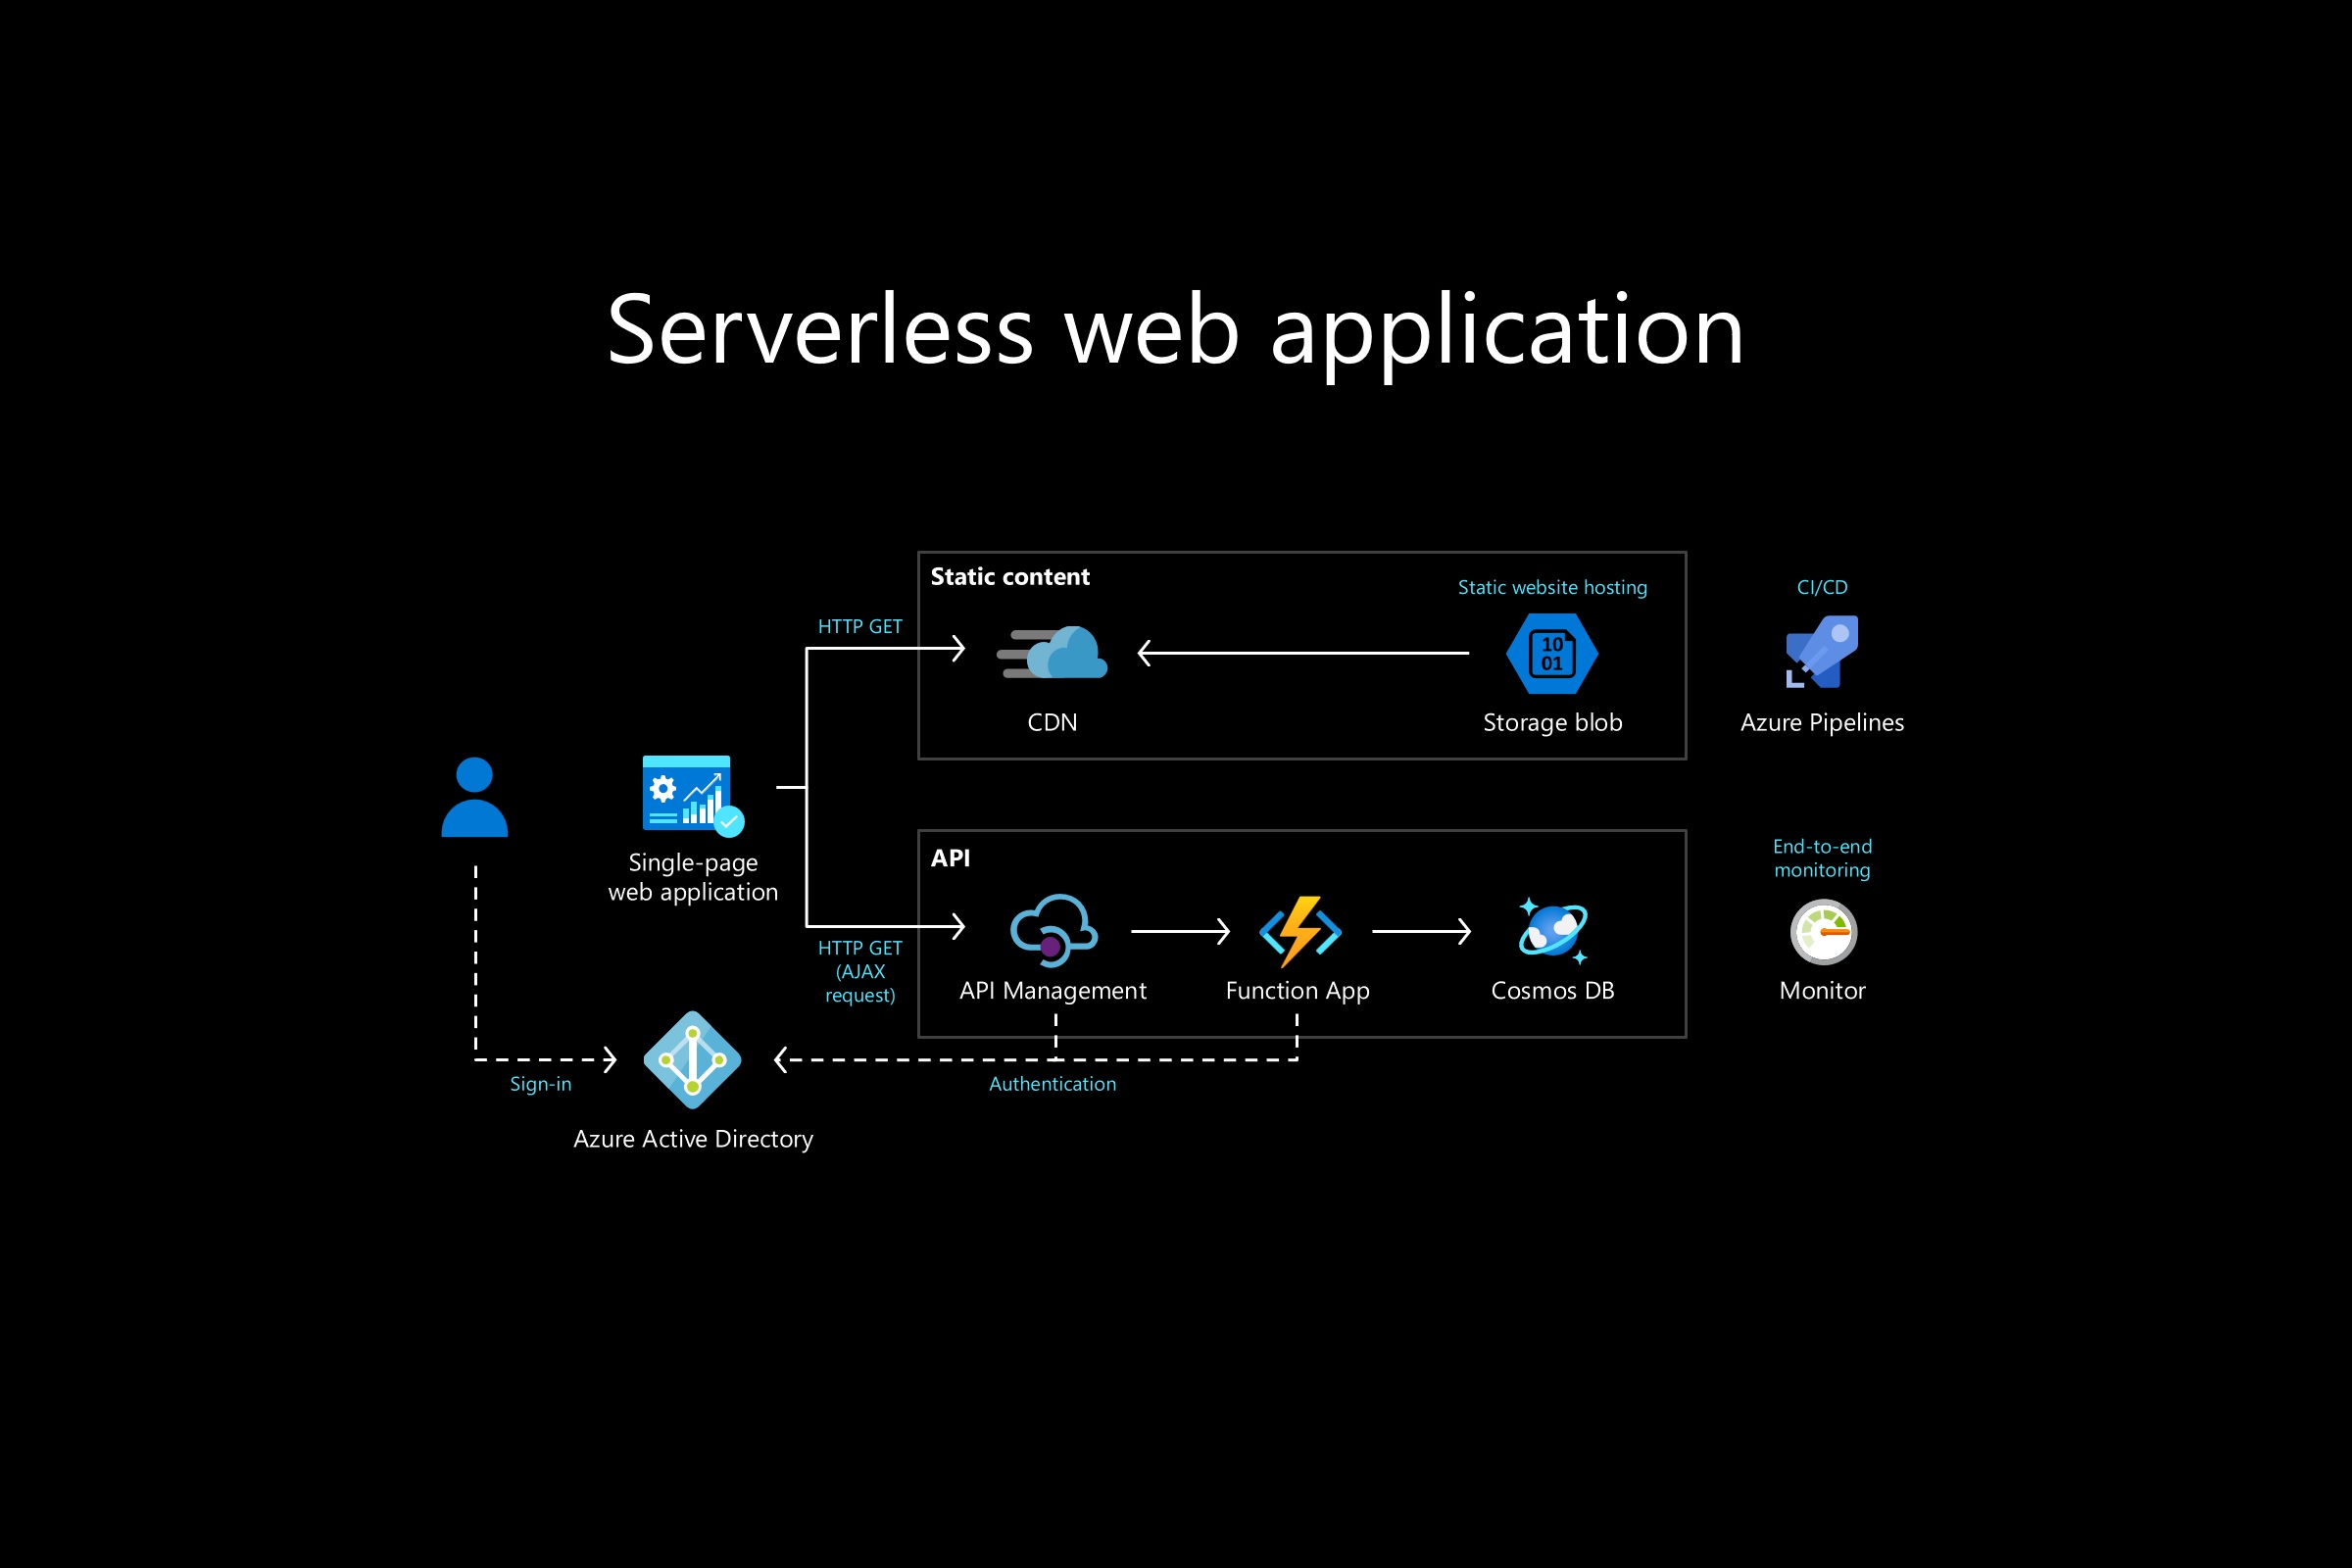 Serverless web application
Static content
Static website hosting
CI/CD
HTTP GET
10
01
CDN
Storage blob
Azure Pipelines
Single-page
web application
API
End-to-end
monitoring
HTTP GET
(AJAX
request)
API Management
Function App
Cosmos DB
Monitor
Sign-in
Authentication
Azure Active Directory